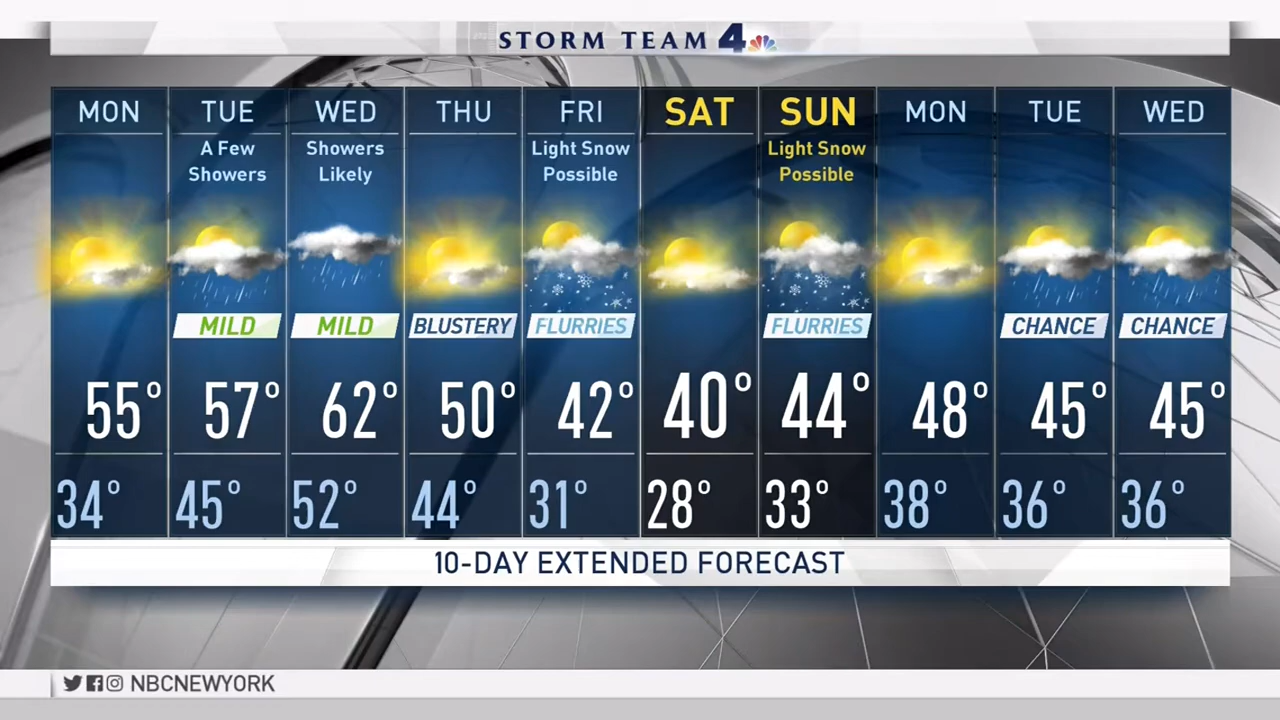 STORM TEAM 4
MON TUE WED THU FRI SAT SUN MON TUE WED
A Few Showers Light Snow Light Snow
Showers Likely Possible Possible
MILD MILD BLUSTERY FLURRIES FLURRIES CHANCE CHANCE
55° 57° 62° 50° 42° 40° 44° 48° 45° 45°
34° 45° 52° 44° 31° 28° 33° 38° 36° 36°
10-DAY EXTENDED FORECAST
NBCNEWYORK